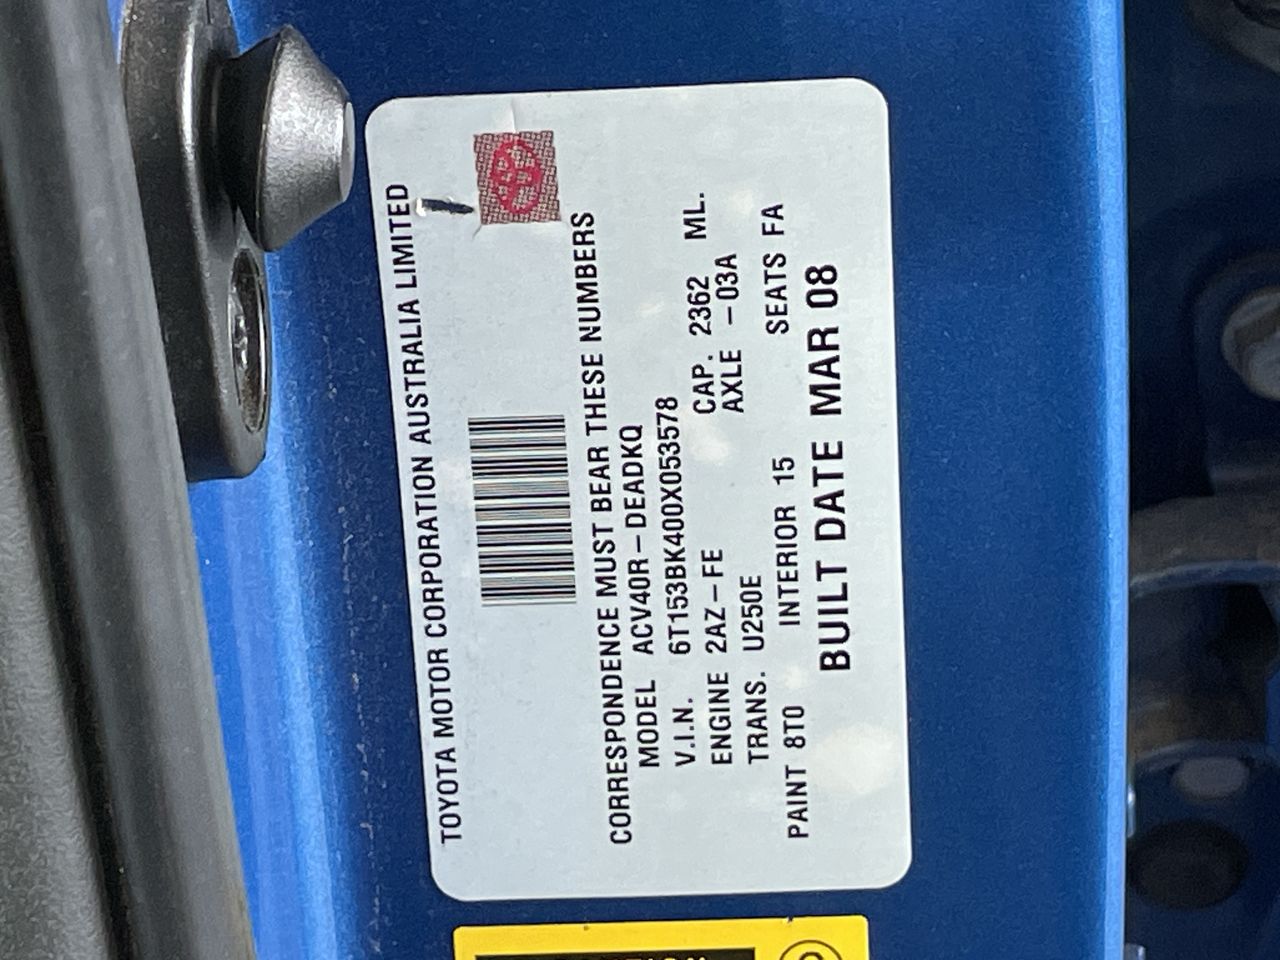 TOYOTA MOTOR CORPORATION AUSTRALIA LIMITED
CORRESPONDENCE MUST BEAR THESE NUMBERS
MODEL ACV40R-DEADKQ
V.I.N. 6T153BK400X053578
ENGINE 2AZ-FE CAP. 2362 ML.
TRANS. U250E AXLE -03A
PAINT 8T0 INTERIOR 15 SEATS FA
BUILT DATE MAR 08